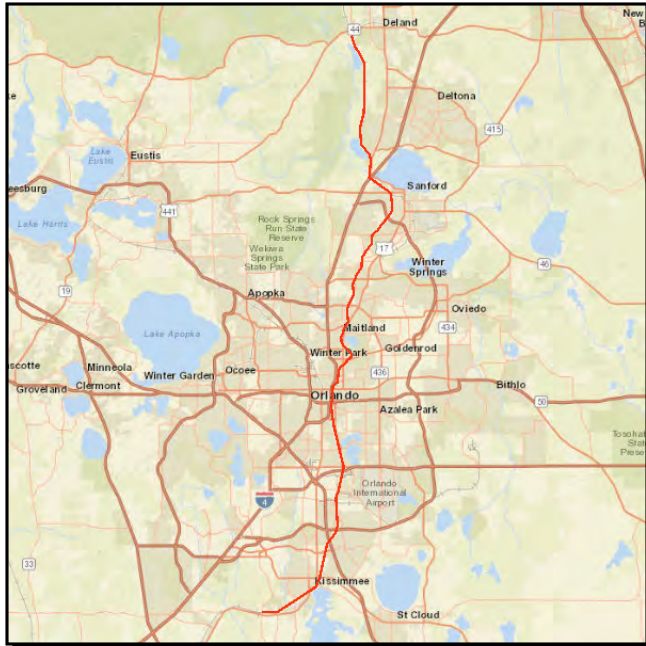 Deland
44
New
B
Deltona
ke
415
Lake
Eustis
Eustis
eesburg
Sanford
Lake Harris
441
Rock Springs
Run State
Reserve
17
Wekiwa
Springs
State Park
Winter
Springs
46
19
Apopka
Oviedo
Lake Apopka
Maitland
434
Winter Park
Goldenrod
ascotte
Minneola
Ocoee
436
Groveland
Clermont
Winter Garden
Bithlo
Orlando
50
Azalea Park
Tosohat
State
Prese
Orlando
International
Airport
4
33
Kissimmee
St Cloud